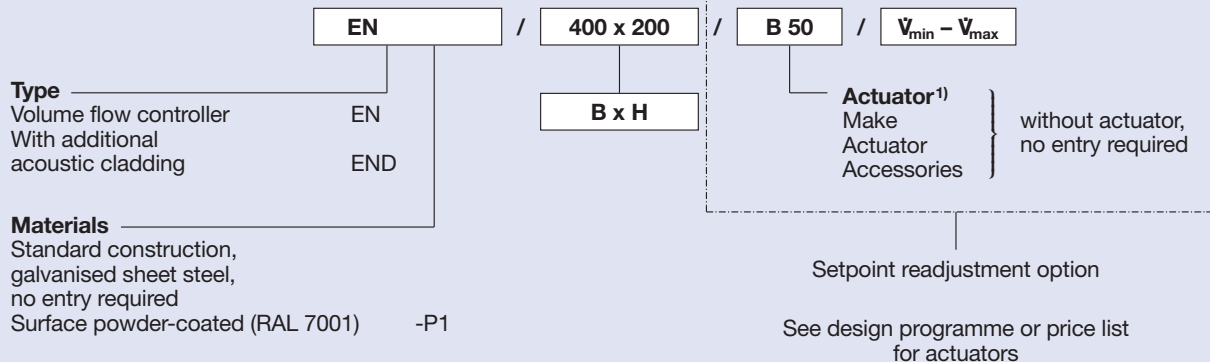 EN / 400 x 200 / B 50 / V̇min – V̇max
B x H
Type
Volume flow controller EN
With additional
acoustic cladding END
Materials
Standard construction,
galvanised sheet steel,
no entry required
Surface powder-coated (RAL 7001) -P1
Actuator1)
Make
Actuator
Accessories
without actuator,
no entry required
Setpoint readjustment option
See design programme or price list
for actuators